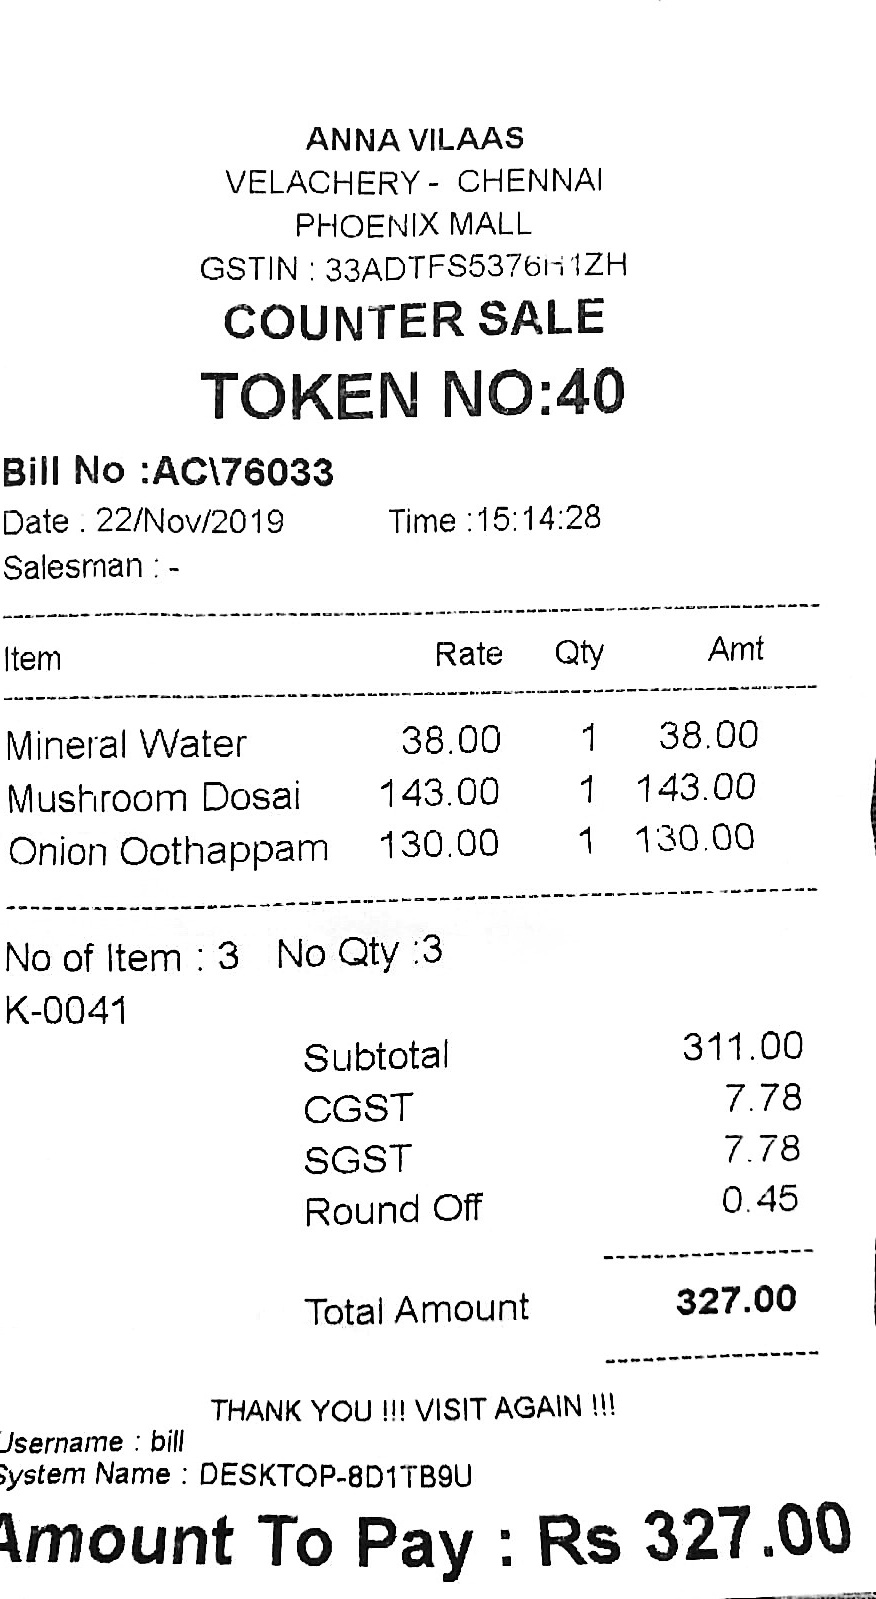 ANNA VILAAS
VELACHERY - CHENNAI
PHOENIX MALL
GSTIN :
COUNTER SALE
TOKEN NO:40
Bill No :AC\76033
Date : 22/Nov/2019 Time :15:14:28
Salesman : -
Item Rate Qty Amt
Mineral Water 38.00 1 38.00
Mushroom Dosai 143.00 1 143.00
Onion Oothappam 130.00 1 130.00
No of Item : 3 No Qty :3
K-0041
Subtotal 311.00
CGST 7.78
SGST 7.78
Round Off 0.45
Total Amount 327.00
THANK YOU !!! VISIT AGAIN !!!
Username : bill
System Name : DESKTOP-8D1TB9U
Amount To Pay : Rs 327.00